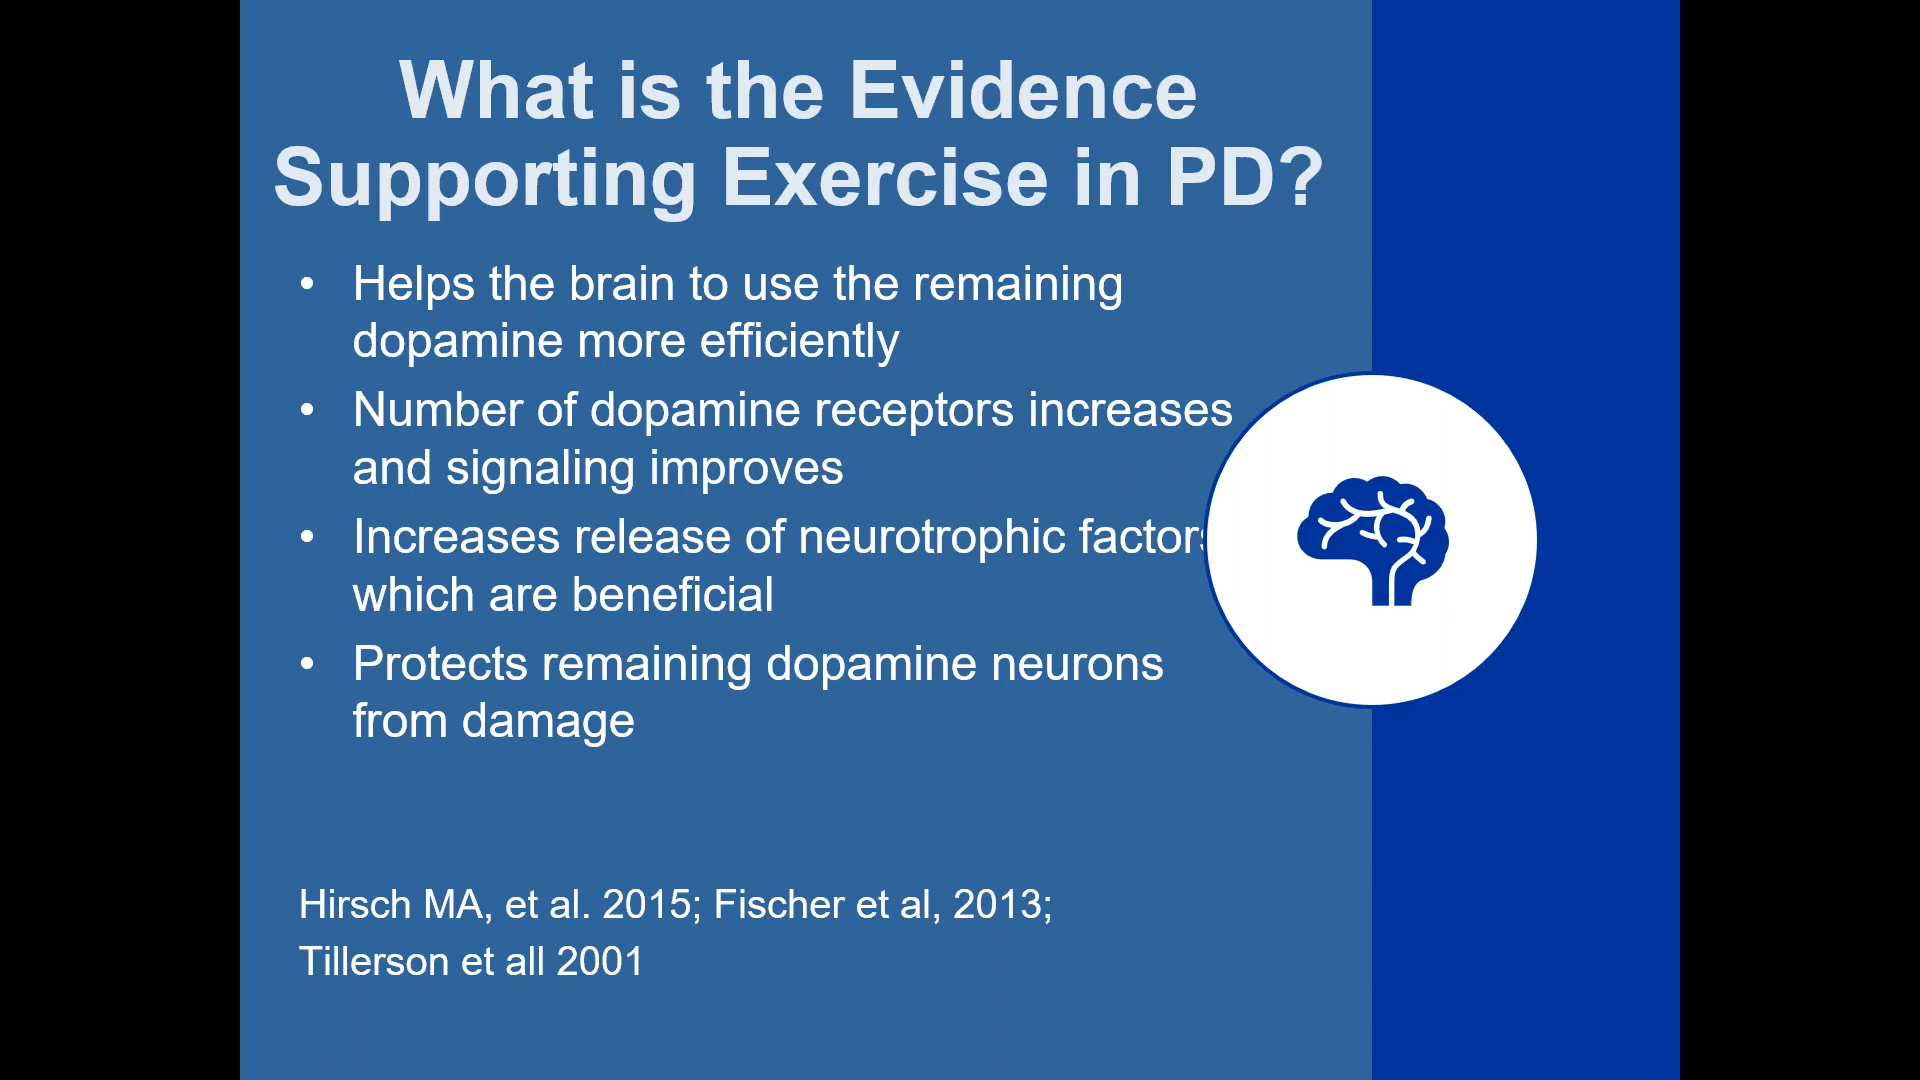 What is the Evidence
Supporting Exercise in PD?
• Helps the brain to use the remaining
dopamine more efficiently
• Number of dopamine receptors increases
and signaling improves
• Increases release of neurotrophic factors
which are beneficial
• Protects remaining dopamine neurons
from damage
Hirsch MA, et al. 2015; Fischer et al, 2013;
Tillerson et all 2001